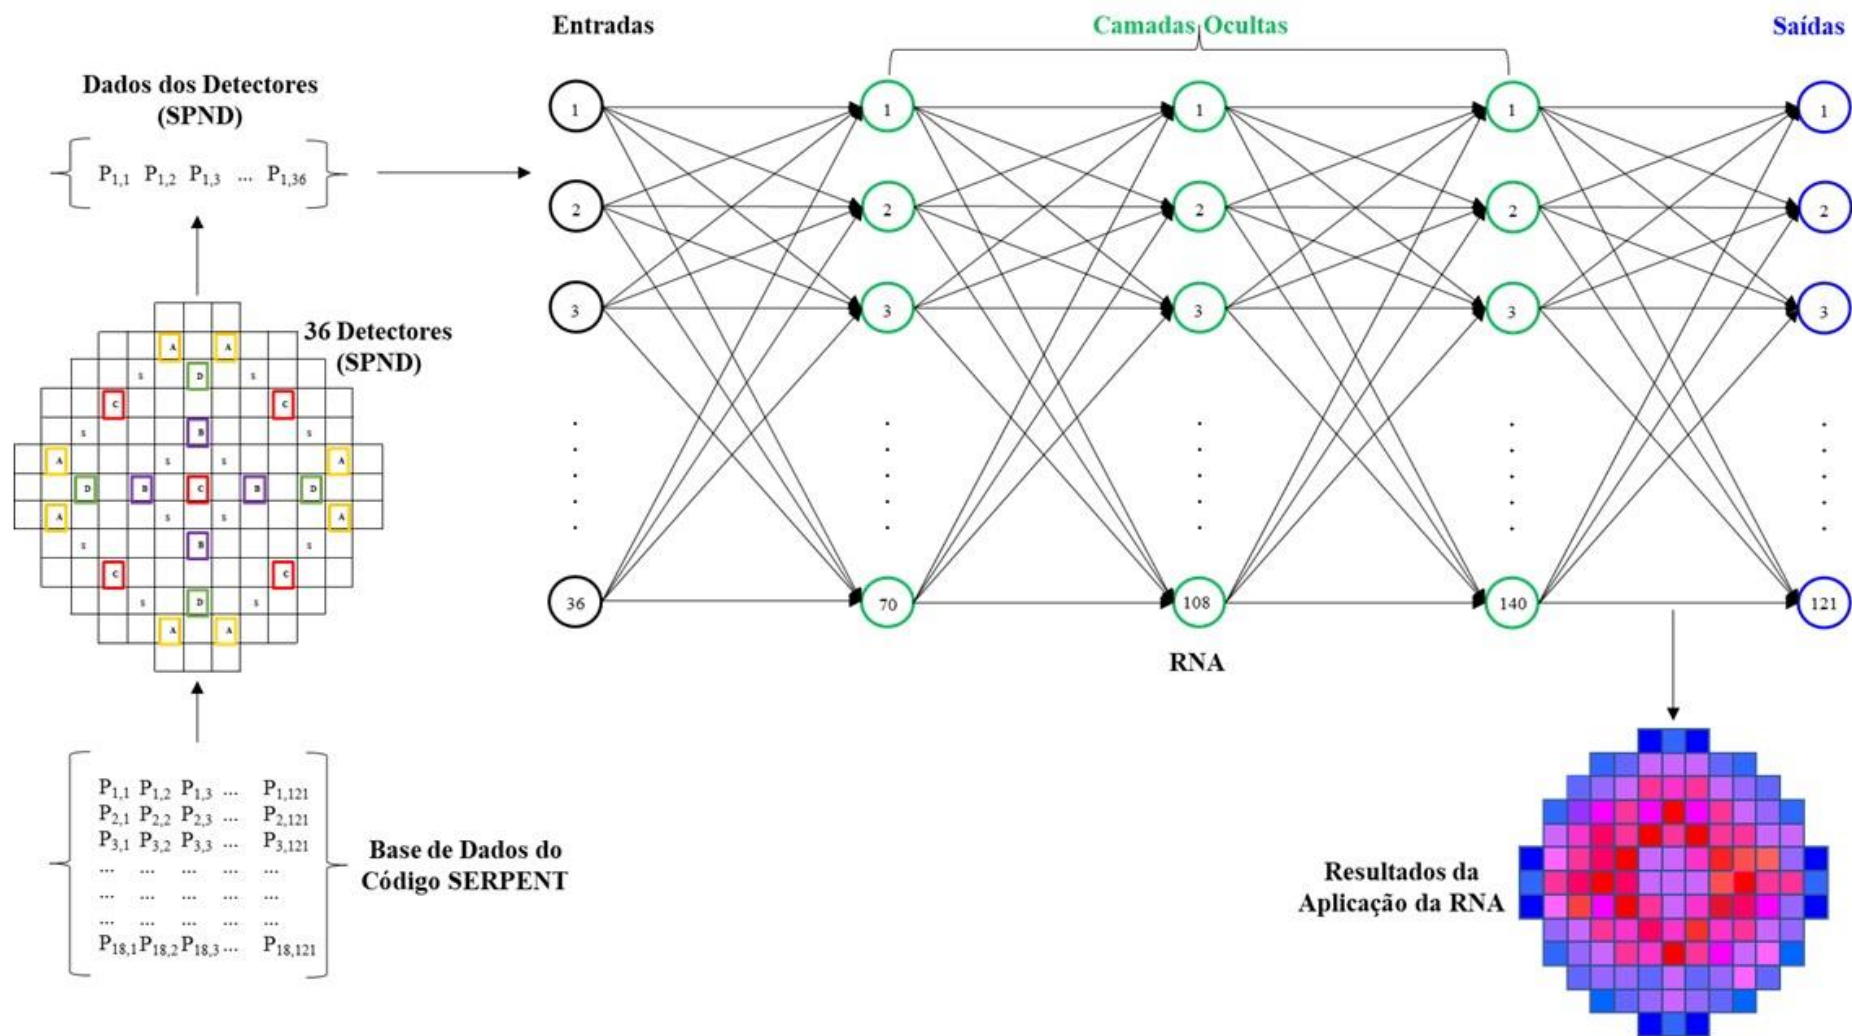 Entradas
Camadas Ocultas
Saídas
Dados dos Detectores
(SPND)
P1,1 P1,2 P1,3 ... P1,36
36 Detectores
(SPND)
A A
S D S
C C
S B S
A S S A
D B C B D
A S S A
S B S
C C
S D S
A A
1 1 1 1 1
2 2 2 2 2
3 3 3 3 3
36 70 108 140 121
RNA
P1,1 P1,2 P1,3 ... P1,121
P2,1 P2,2 P2,3 ... P2,121
P3,1 P3,2 P3,3 ... P3,121
... ... ... ... ...
... ... ... ... ...
... ... ... ... ...
P18,1 P18,2 P18,3 ... P18,121
Base de Dados do
Código SERPENT
Resultados da
Aplicação da RNA